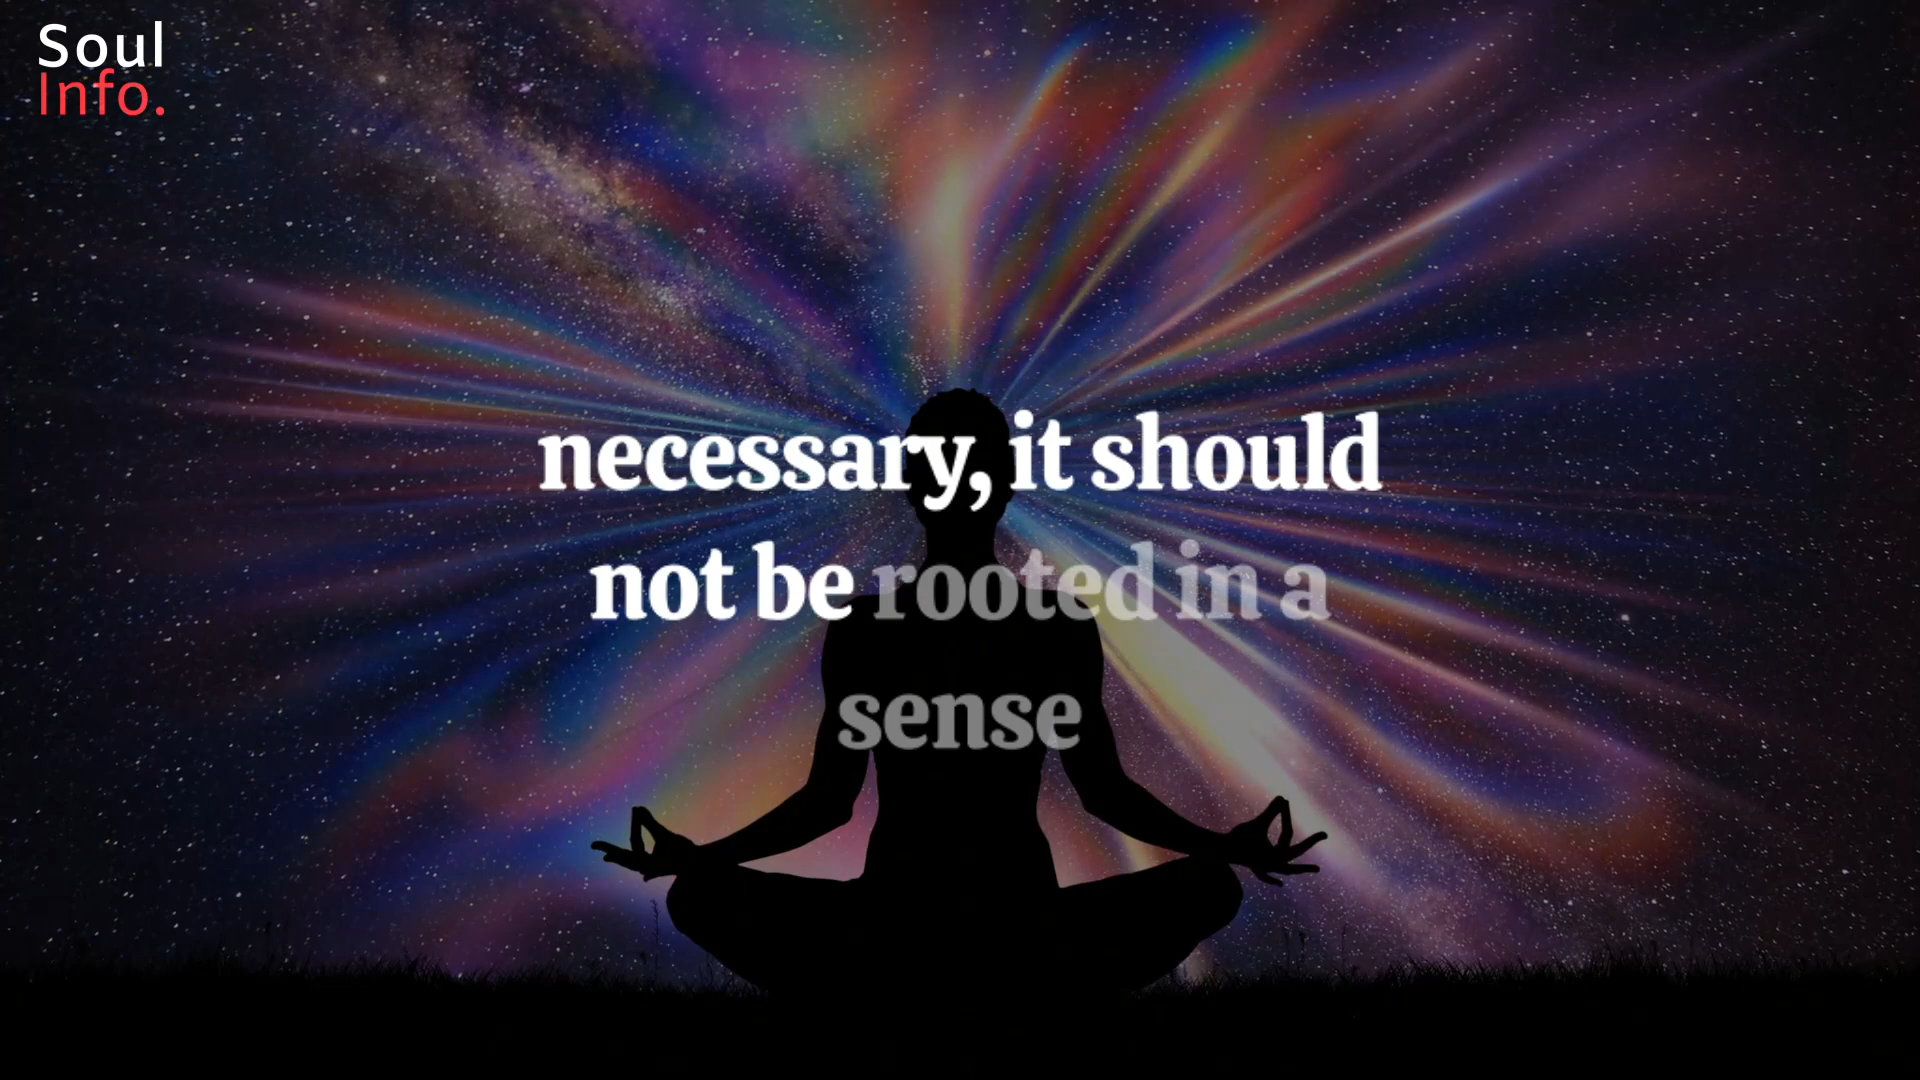 Soul
Info.
necessary, it should
not be rooted in a
sense